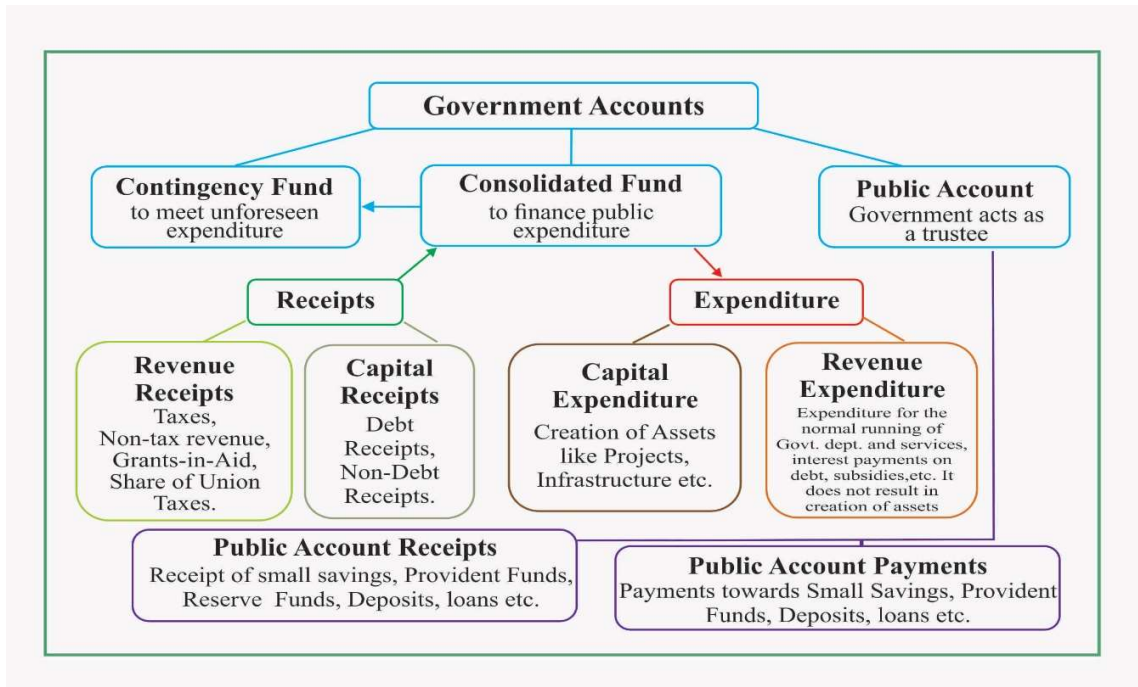 Government Accounts
Contingency Fund
to meet unforeseen
expenditure
Consolidated Fund
to finance public
expenditure
Public Account
Government acts as
a trustee
Receipts
Expenditure
Revenue
Receipts
Taxes,
Non-tax revenue,
Grants-in-Aid,
Share of Union
Taxes.
Capital
Receipts
Debt
Receipts,
Non-Debt
Receipts.
Capital
Expenditure
Creation of Assets
like Projects,
Infrastructure etc.
Revenue
Expenditure
Expenditure for the
normal running of
Govt. dept. and services,
interest payments on
debt, subsidies,etc. It
does not result in
creation of assets
Public Account Receipts
Receipt of small savings, Provident Funds,
Reserve Funds, Deposits, loans etc.
Public Account Payments
Payments towards Small Savings, Provident
Funds, Deposits, loans etc.